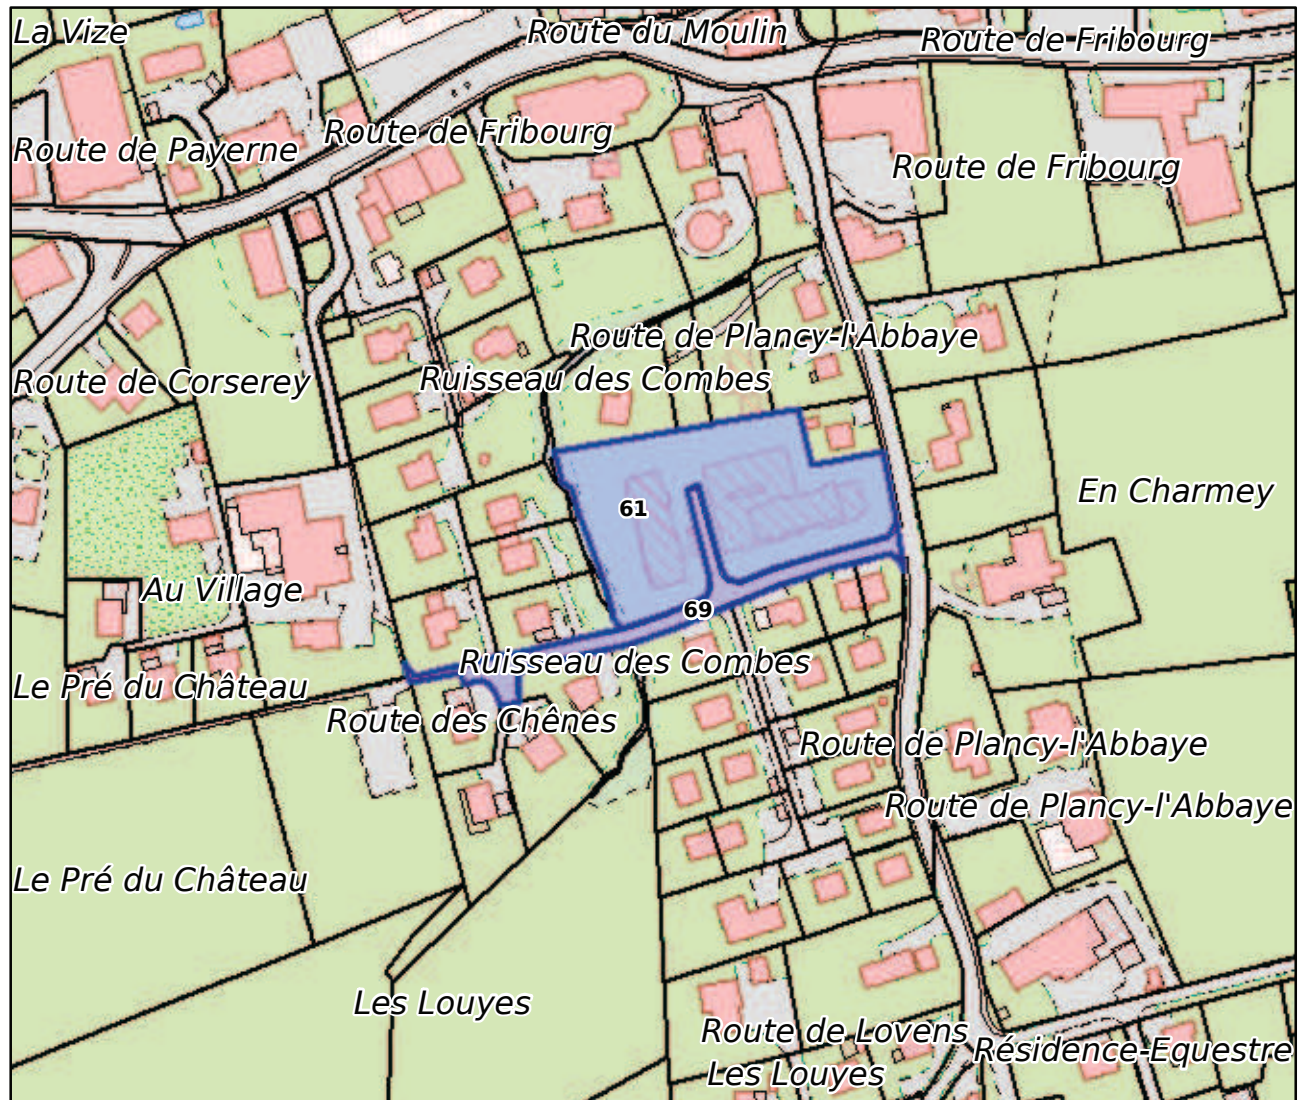 La Vize
Route du Moulin
Route de Fribourg
Route de Fribourg
Route de Payerne
Route de Fribourg
Route de Plancy-l'Abbaye
Route de Corserey
Ruisseau des Combes
En Charmey
61
Au Village
69
Ruisseau des Combes
Le Pré du Château
Route des Chênes
Route de Plancy-l'Abbaye
Route de Plancy-l'Abbaye
Le Pré du Château
Les Louyes
Route de Lovens
Résidence-Equestre
Les Louyes